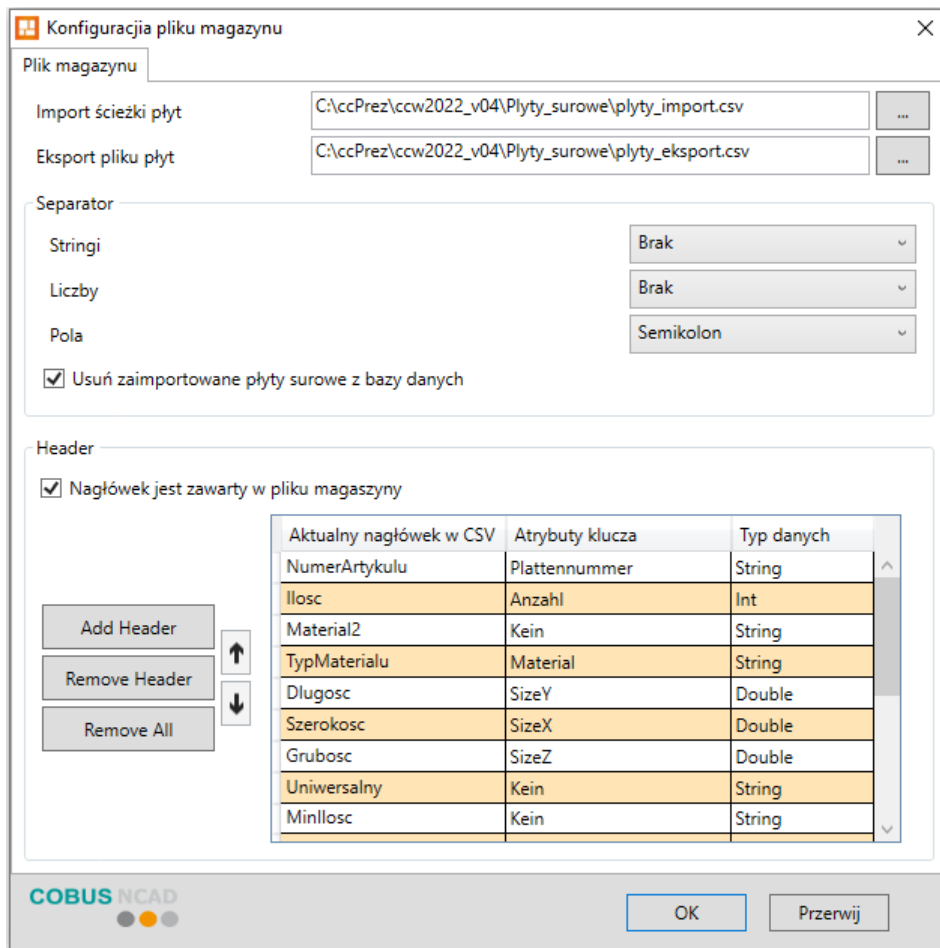 Konfiguracjia pliku magazynu
Plik magazynu
Import ścieżki płyt C:\ccPrez\ccw2022_v04\Plyty_surowe\plyty_import.csv ...
Eksport pliku płyt C:\ccPrez\ccw2022_v04\Plyty_surowe\plyty_eksport.csv ...
Separator
Stringi Brak
Liczby Brak
Pola Semikolon
Usuń zaimportowane płyty surowe z bazy danych
Header
Nagłówek jest zawarty w pliku magaszyny
Aktualny nagłówek w CSV Atrybuty klucza Typ danych
NumerArtykulu Plattennummer String
Ilosc Anzahl Int
Material2 Kein String
TypMaterialu Material String
Dlugosc SizeY Double
Szerokosc SizeX Double
Grubosc SizeZ Double
Uniwersalny Kein String
MinIlosc Kein String
Add Header
Remove Header
Remove All
COBUS NCAD
OK Przerwij